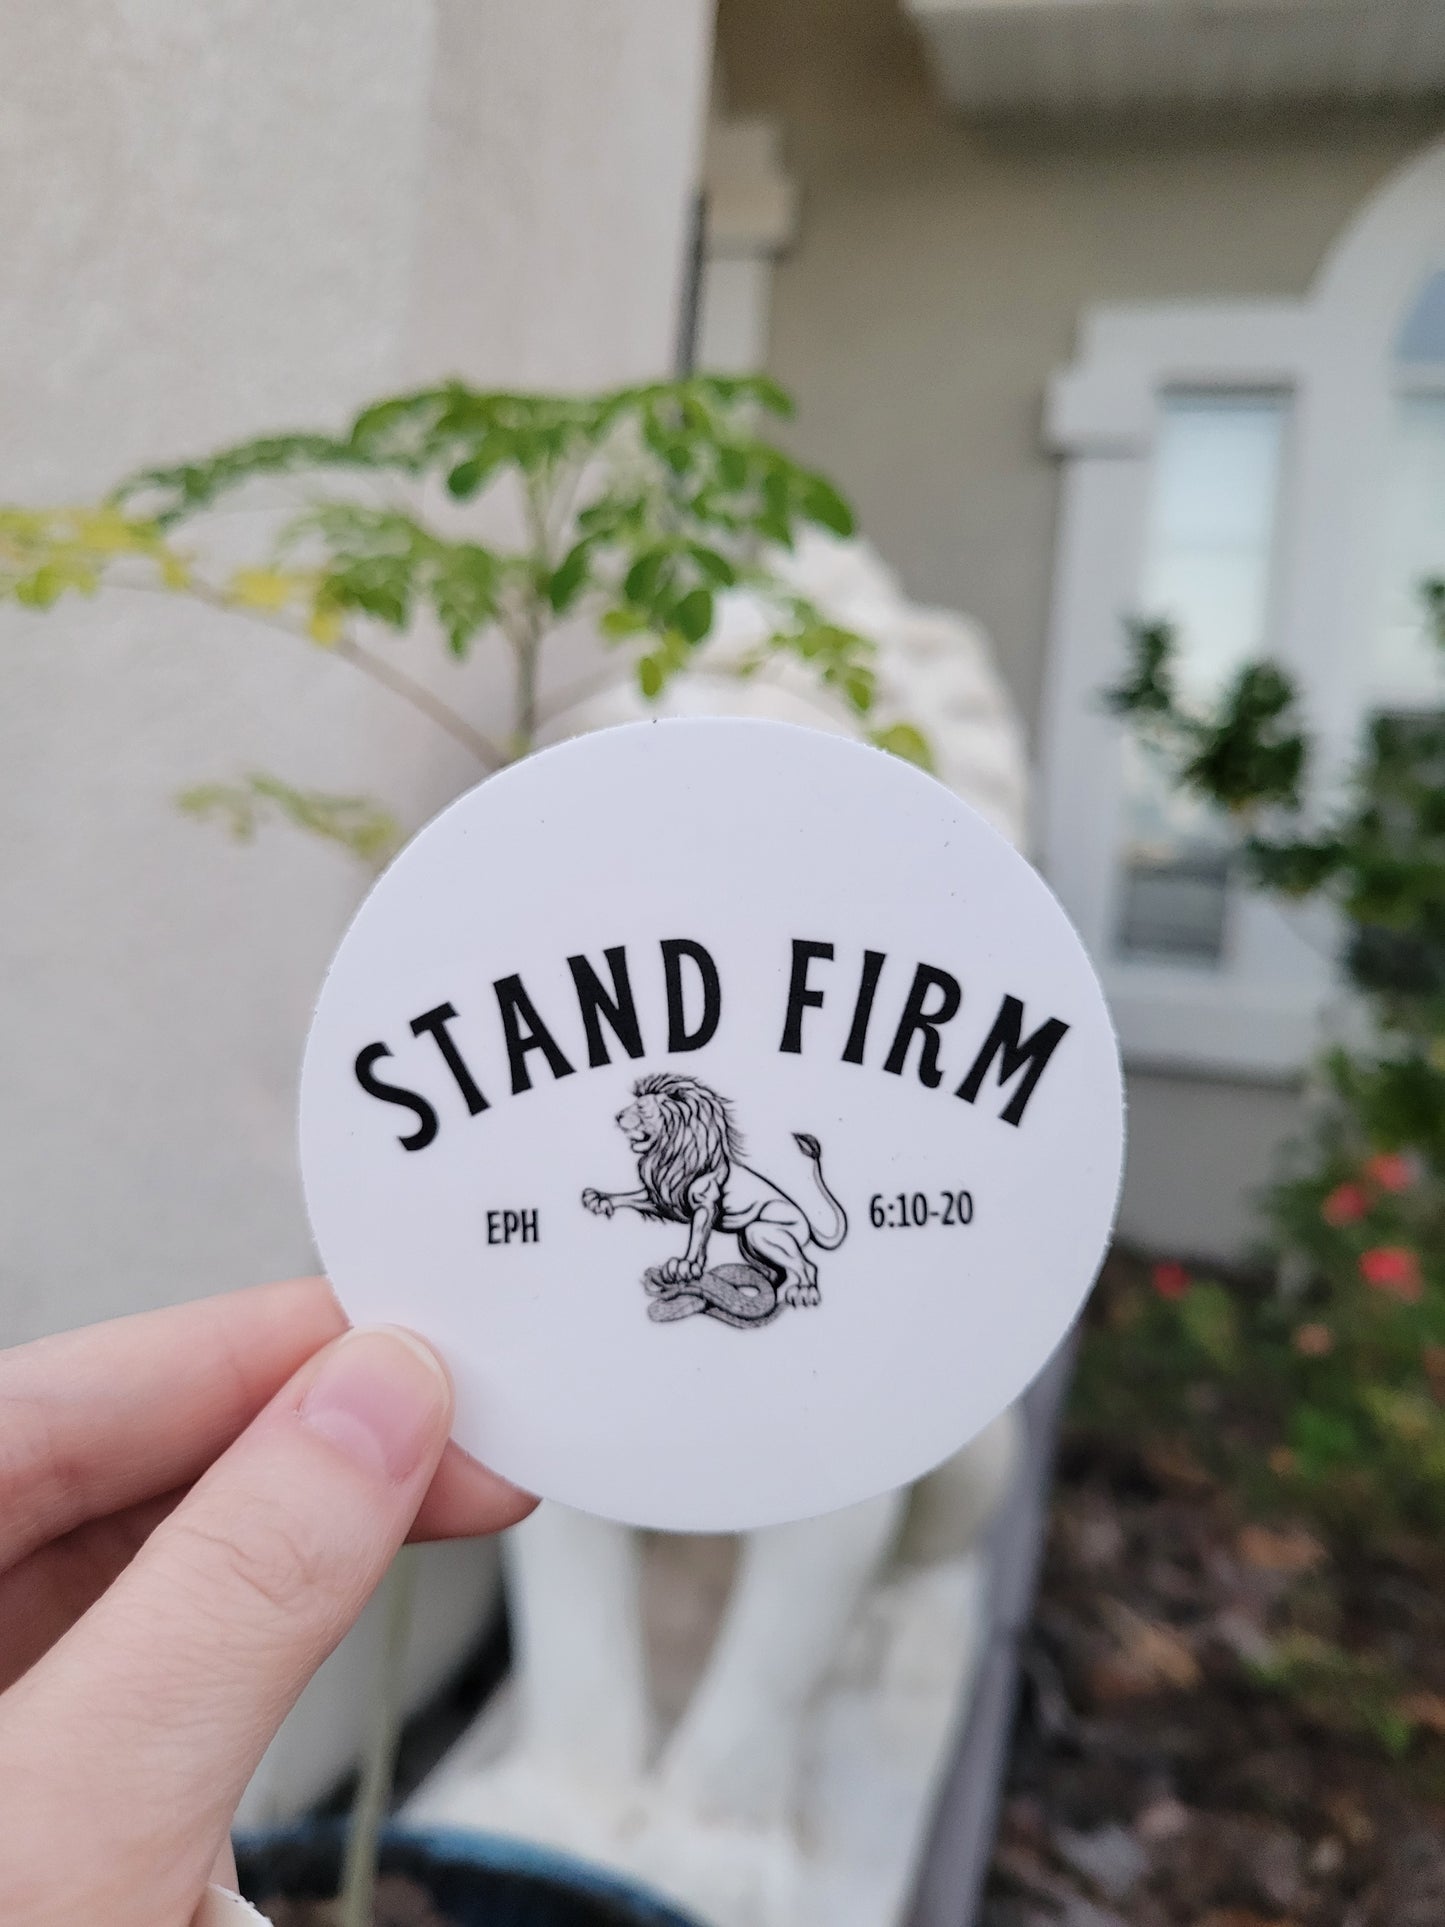 STAND FIRM
EPH 6:10-20